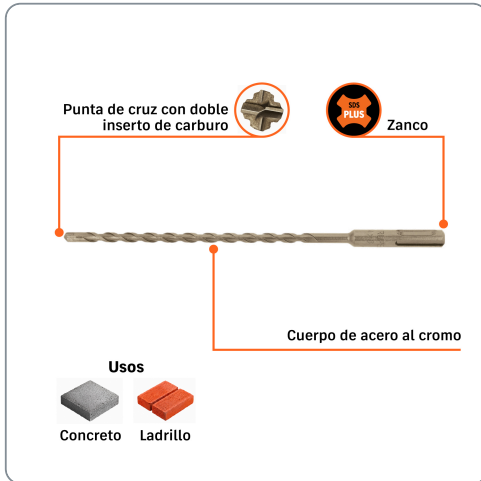 Punta de cruz con doble
inserto de carburo
SDS
PLUS
Zanco
Cuerpo de acero al cromo
Usos
Concreto
Ladrillo